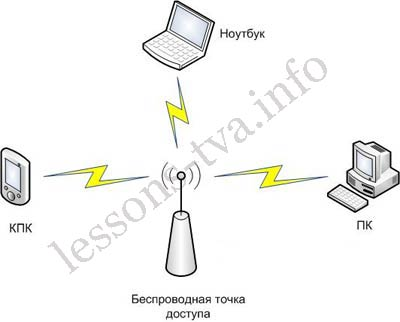 Ноутбук
lessons-tva.info
КПК
ПК
Беспроводная точка
доступа